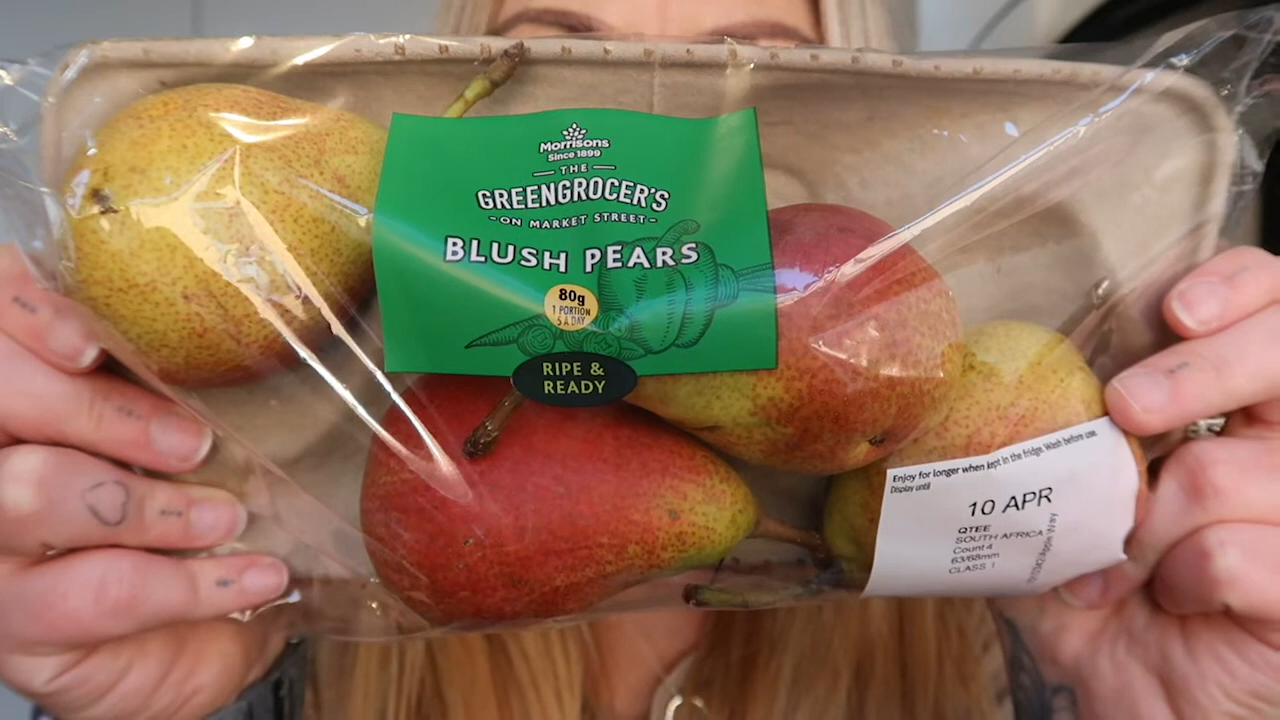 Morrisons
Since 1899
THE
GREENGROCER'S
ON MARKET STREET
BLUSH PEARS
80g
1 PORTION
5 A DAY
RIPE &
READY
Enjoy for longer when kept in the fridge. Wash before use.
Display until
10 APR
QTEE
SOUTH AFRICA
Count 4
63/68mm
CLASS I